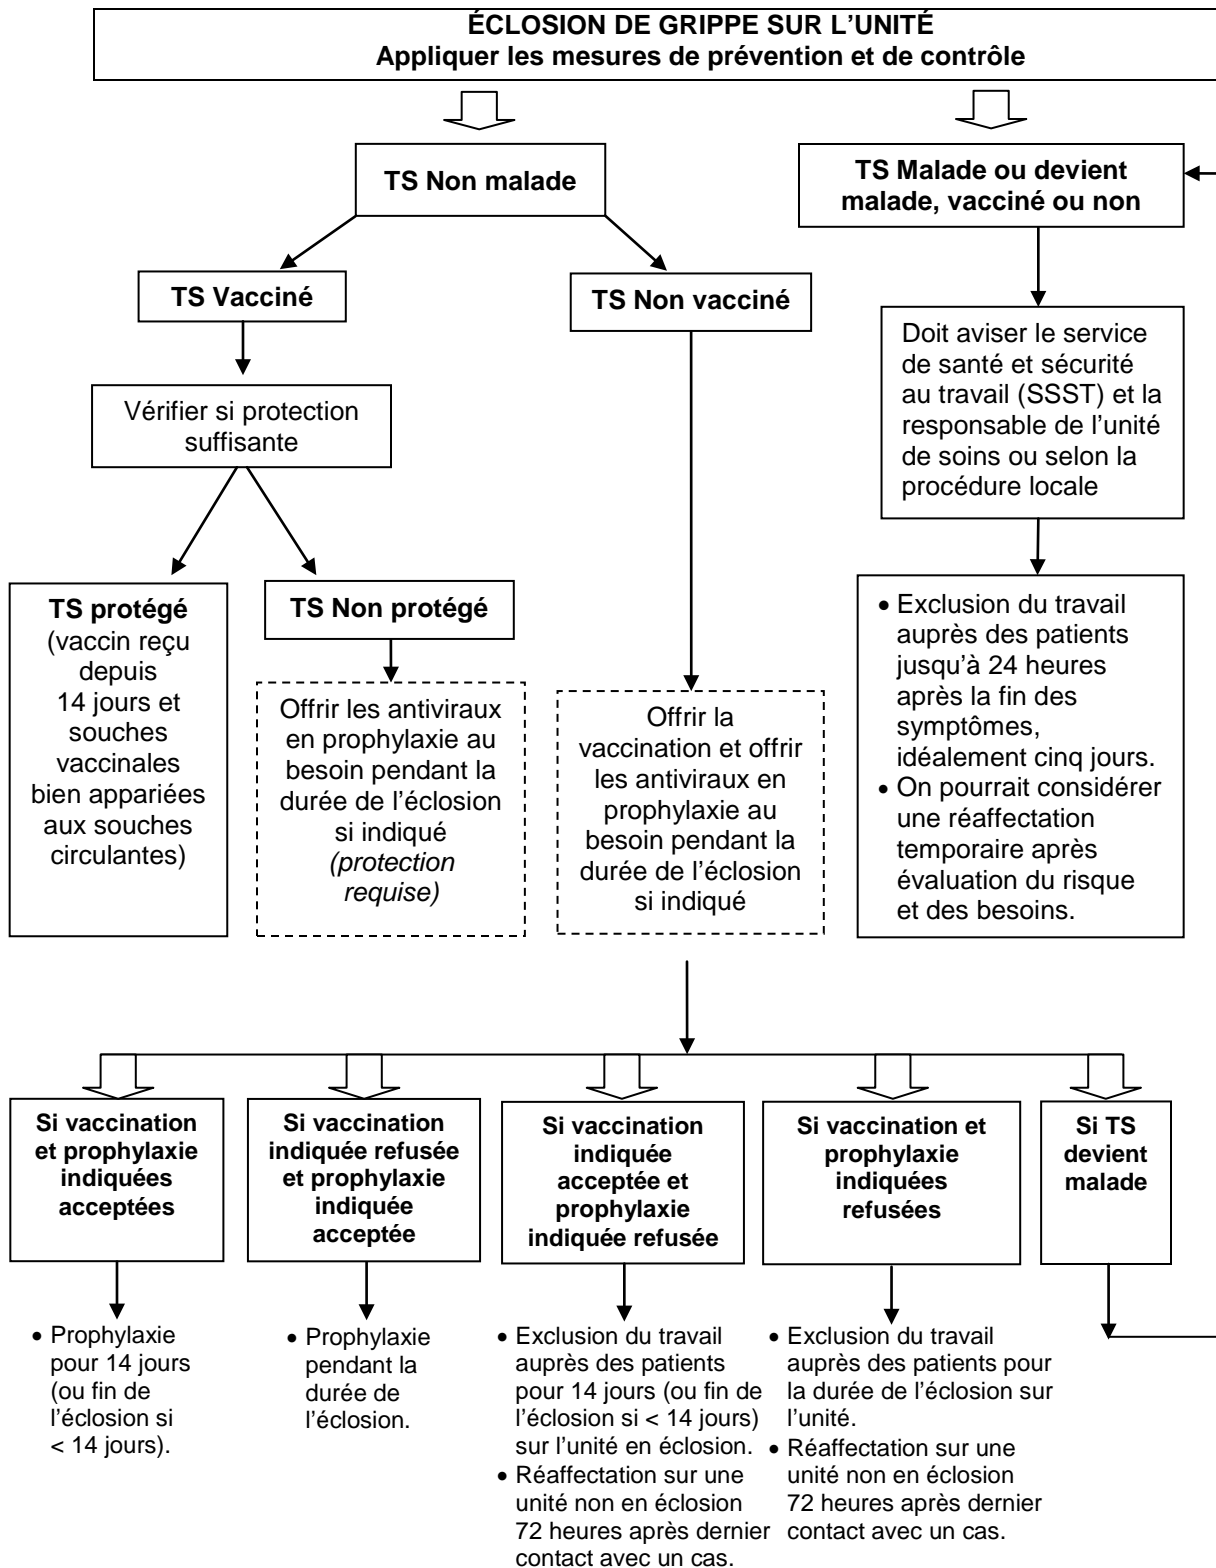 ÉCLOSION DE GRIPPE SUR L'UNITÉ
Appliquer les mesures de prévention et de contrôle
TS Non malade
TS Malade ou devient
malade, vacciné ou non
TS Vacciné
TS Non vacciné
Doit aviser le service
de santé et sécurité
au travail (SSST) et la
responsable de l'unité
de soins ou selon la
procédure locale
Vérifier si protection
suffisante
TS protégé
(vaccin reçu
depuis
14 jours et
souches
vaccinales
bien appariées
aux souches
circulantes)
TS Non protégé
Offrir les antiviraux
en prophylaxie au
besoin pendant la
durée de l'éclosion
si indiqué
(protection
requise)
Offrir la
vaccination et offrir
les antiviraux en
prophylaxie au
besoin pendant la
durée de l'éclosion
si indiqué
• Exclusion du travail
auprès des patients
jusqu'à 24 heures
après la fin des
symptômes,
idéalement cinq jours.
• On pourrait considérer
une réaffectation
temporaire après
évaluation du risque
et des besoins.
Si vaccination
et prophylaxie
indiquées
acceptées
Si vaccination
indiquée refusée
et prophylaxie
indiquée
acceptée
Si vaccination
indiquée
acceptée et
prophylaxie
indiquée refusée
Si vaccination et
prophylaxie
indiquées
refusées
Si TS
devient
malade
• Prophylaxie
pour 14 jours
(ou fin de
l'éclosion si
< 14 jours).
• Prophylaxie
pendant la
durée de
l'éclosion.
• Exclusion du travail
auprès des patients
pour 14 jours (ou fin de
l'éclosion si < 14 jours)
sur l'unité en éclosion.
• Réaffectation sur une
unité non en éclosion
72 heures après dernier
contact avec un cas.
• Exclusion du travail
auprès des patients pour
la durée de l'éclosion sur
l'unité.
• Réaffectation sur une
unité non en éclosion
72 heures après dernier
contact avec un cas.